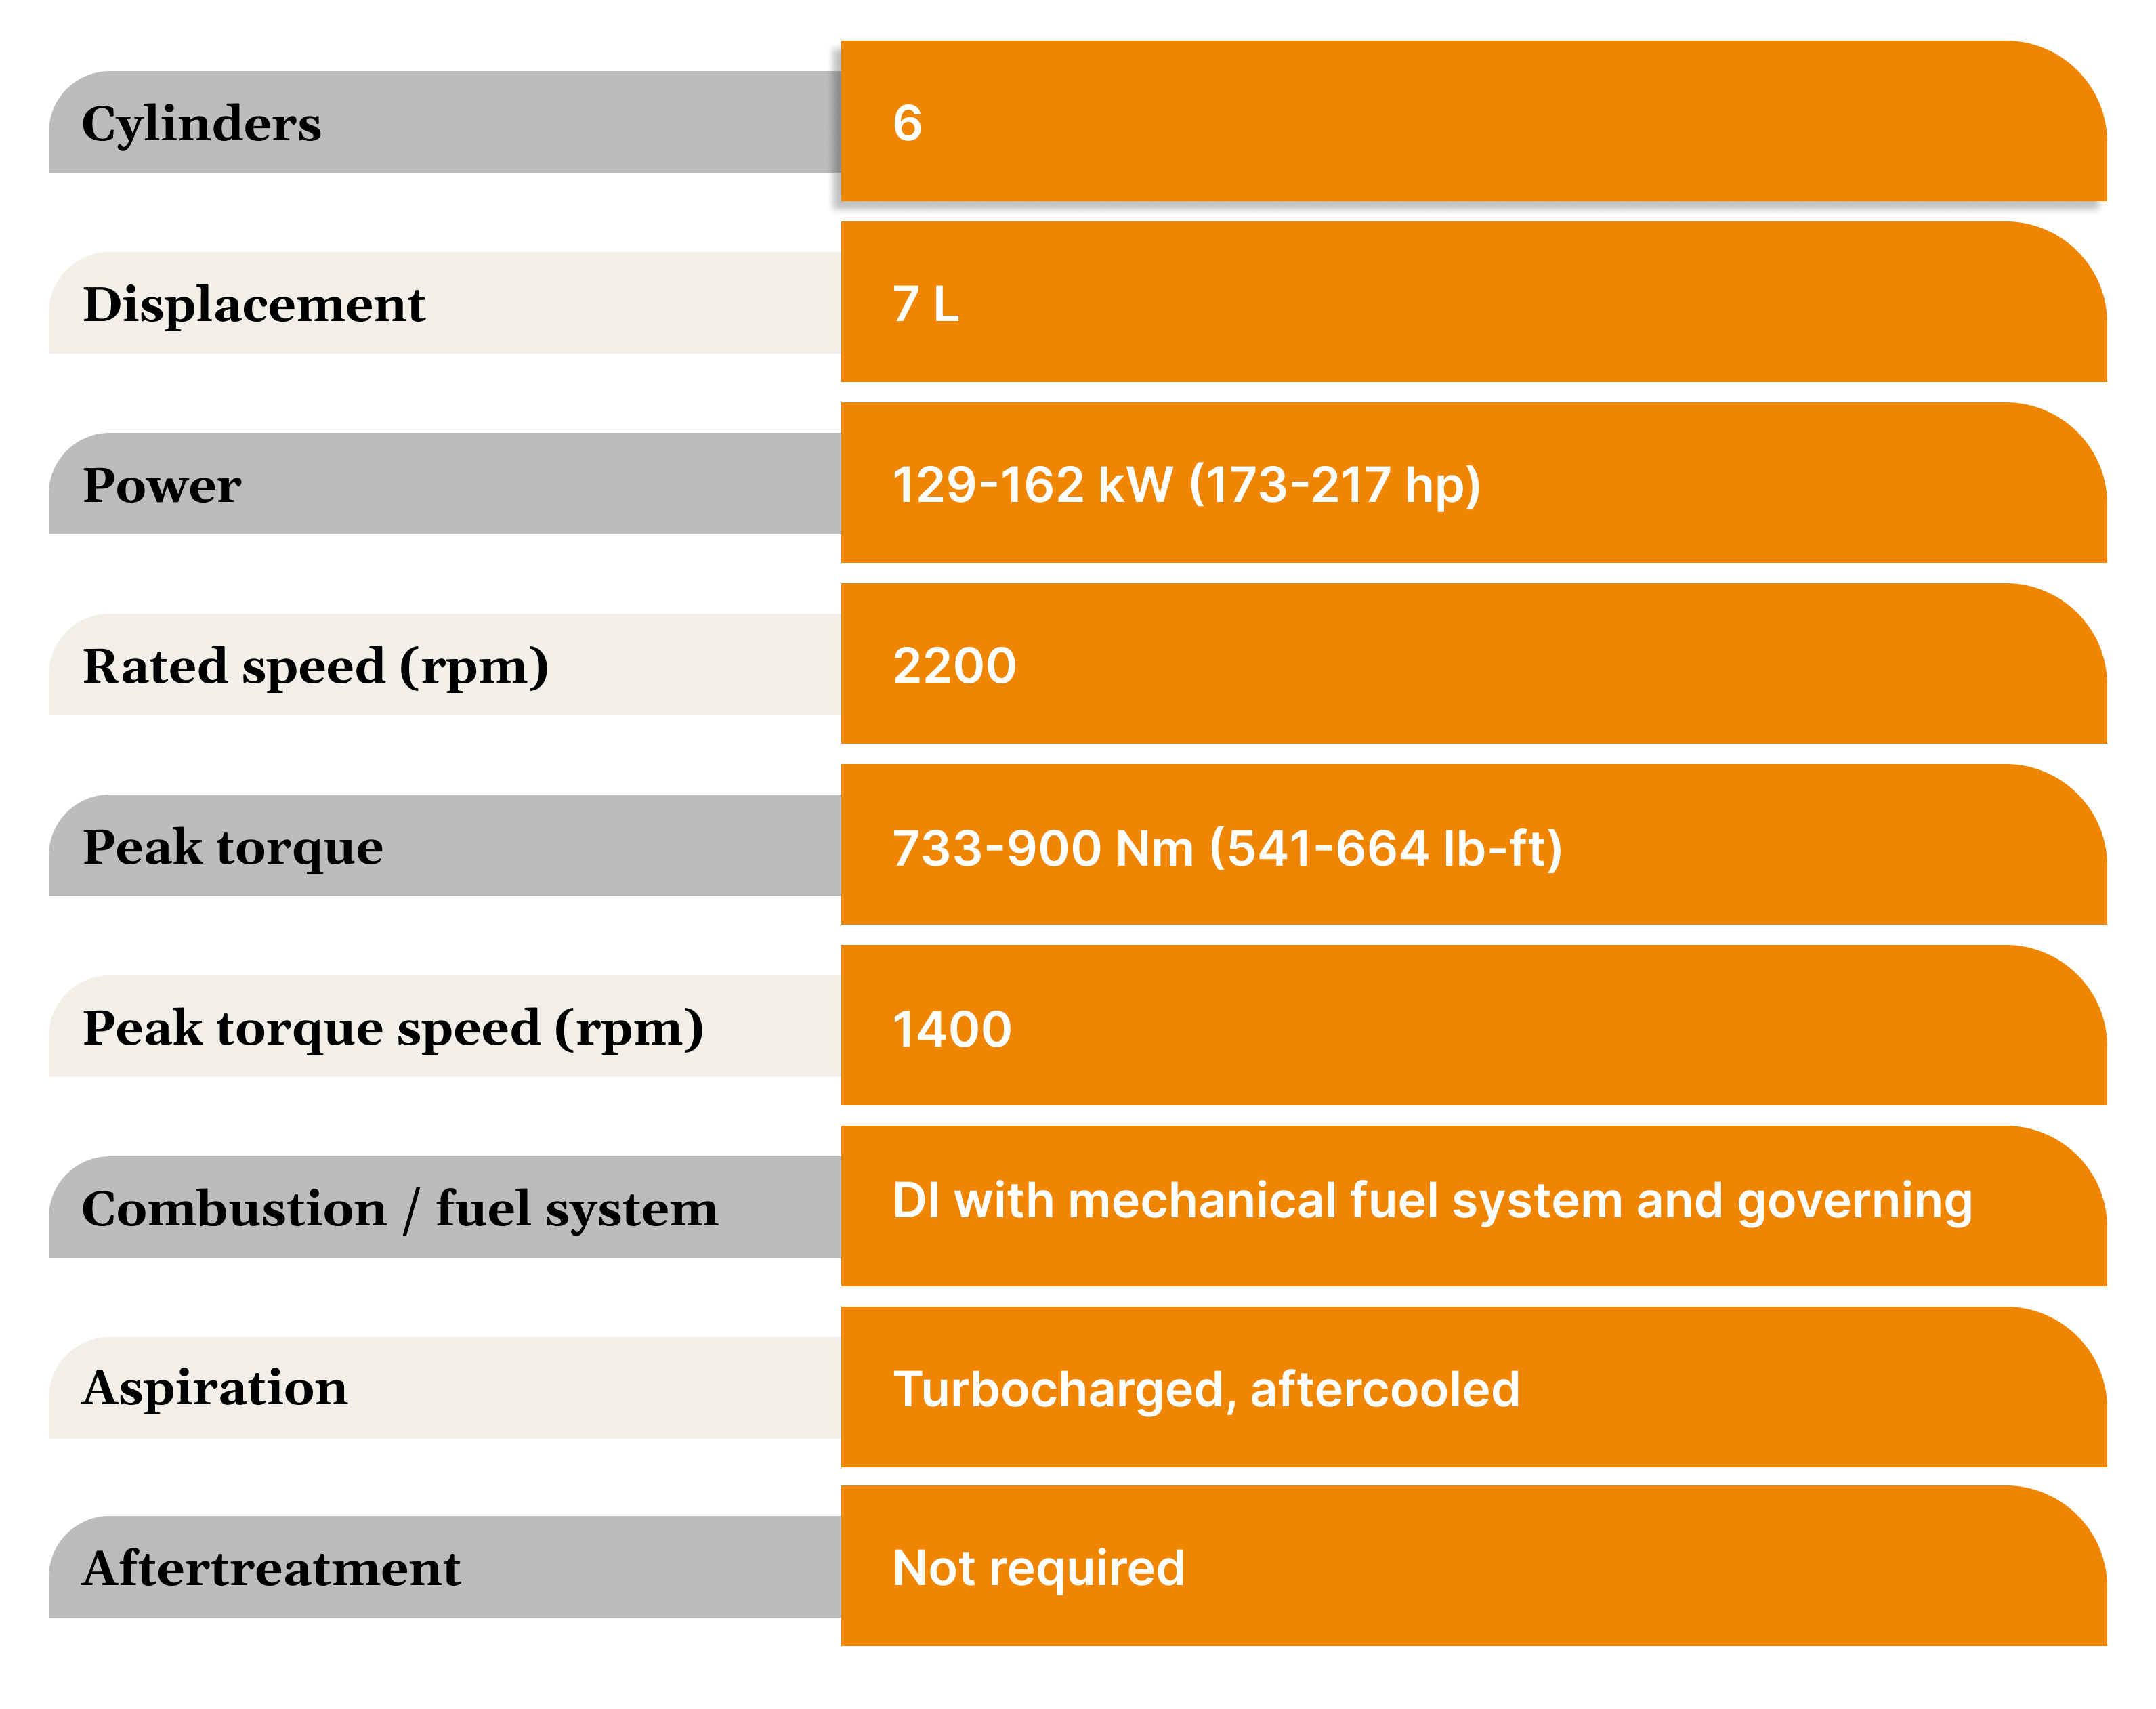 Cylinders 6
Displacement 7 L
Power 129-162 kW (173-217 hp)
Rated speed (rpm) 2200
Peak torque 733-900 Nm (541-664 lb-ft)
Peak torque speed (rpm) 1400
Combustion / fuel system DI with mechanical fuel system and governing
Aspiration Turbocharged, aftercooled
Aftertreatment Not required